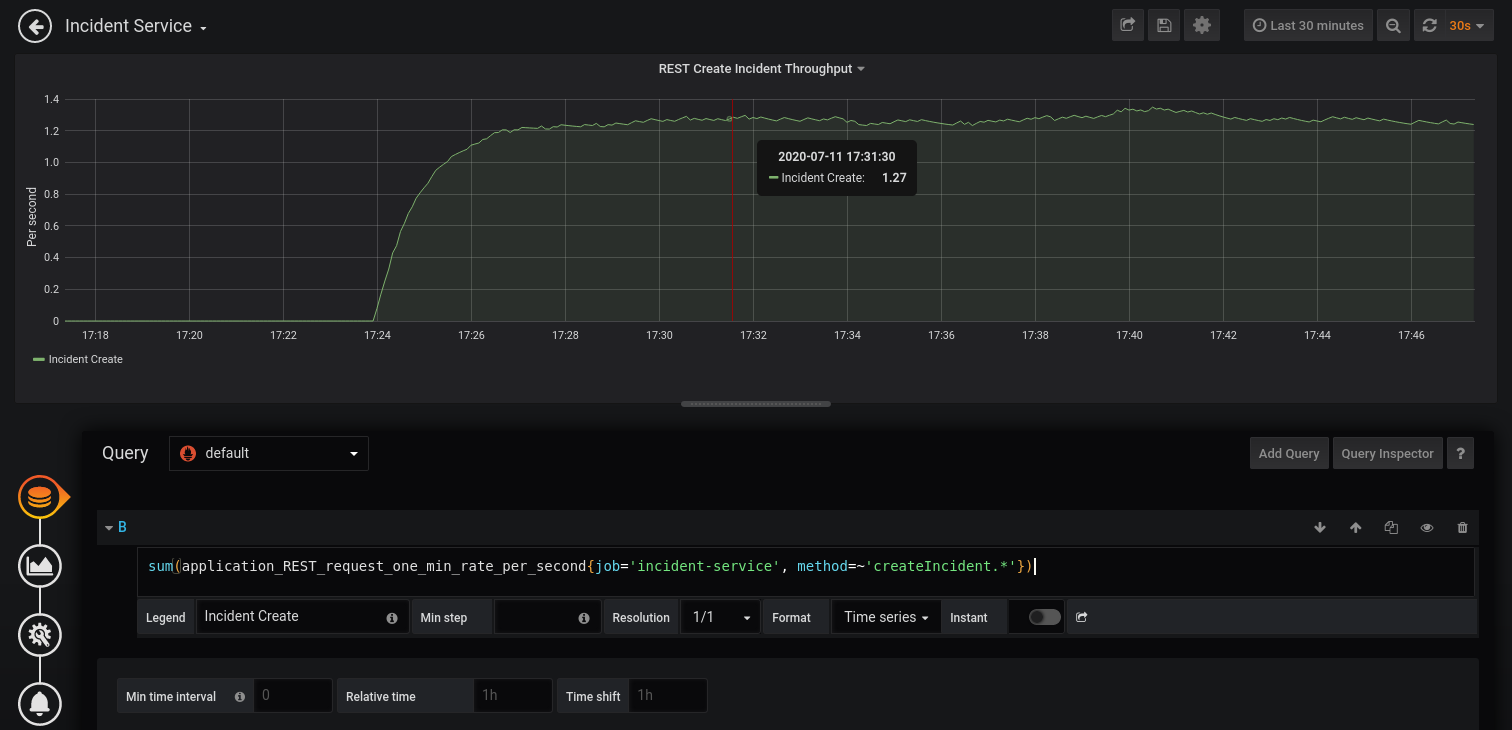 Incident Service
Last 30 minutes
30s
REST Create Incident Throughput
Per second
1.4
1.2
1.0
0.8
0.6
0.4
0.2
0
2020-07-11 17:31:30
Incident Create: 1.27
17:18 17:20 17:22 17:24 17:26 17:28 17:30 17:32 17:34 17:36 17:38 17:40 17:42 17:44 17:46
Incident Create
Query default Add Query Query Inspector ?
B
sum(application_REST_request_one_min_rate_per_second{job='incident-service', method=~'createIncident.*'})
Legend Incident Create Min step Resolution 1/1 Format Time series Instant
Min time interval 0 Relative time 1h Time shift 1h